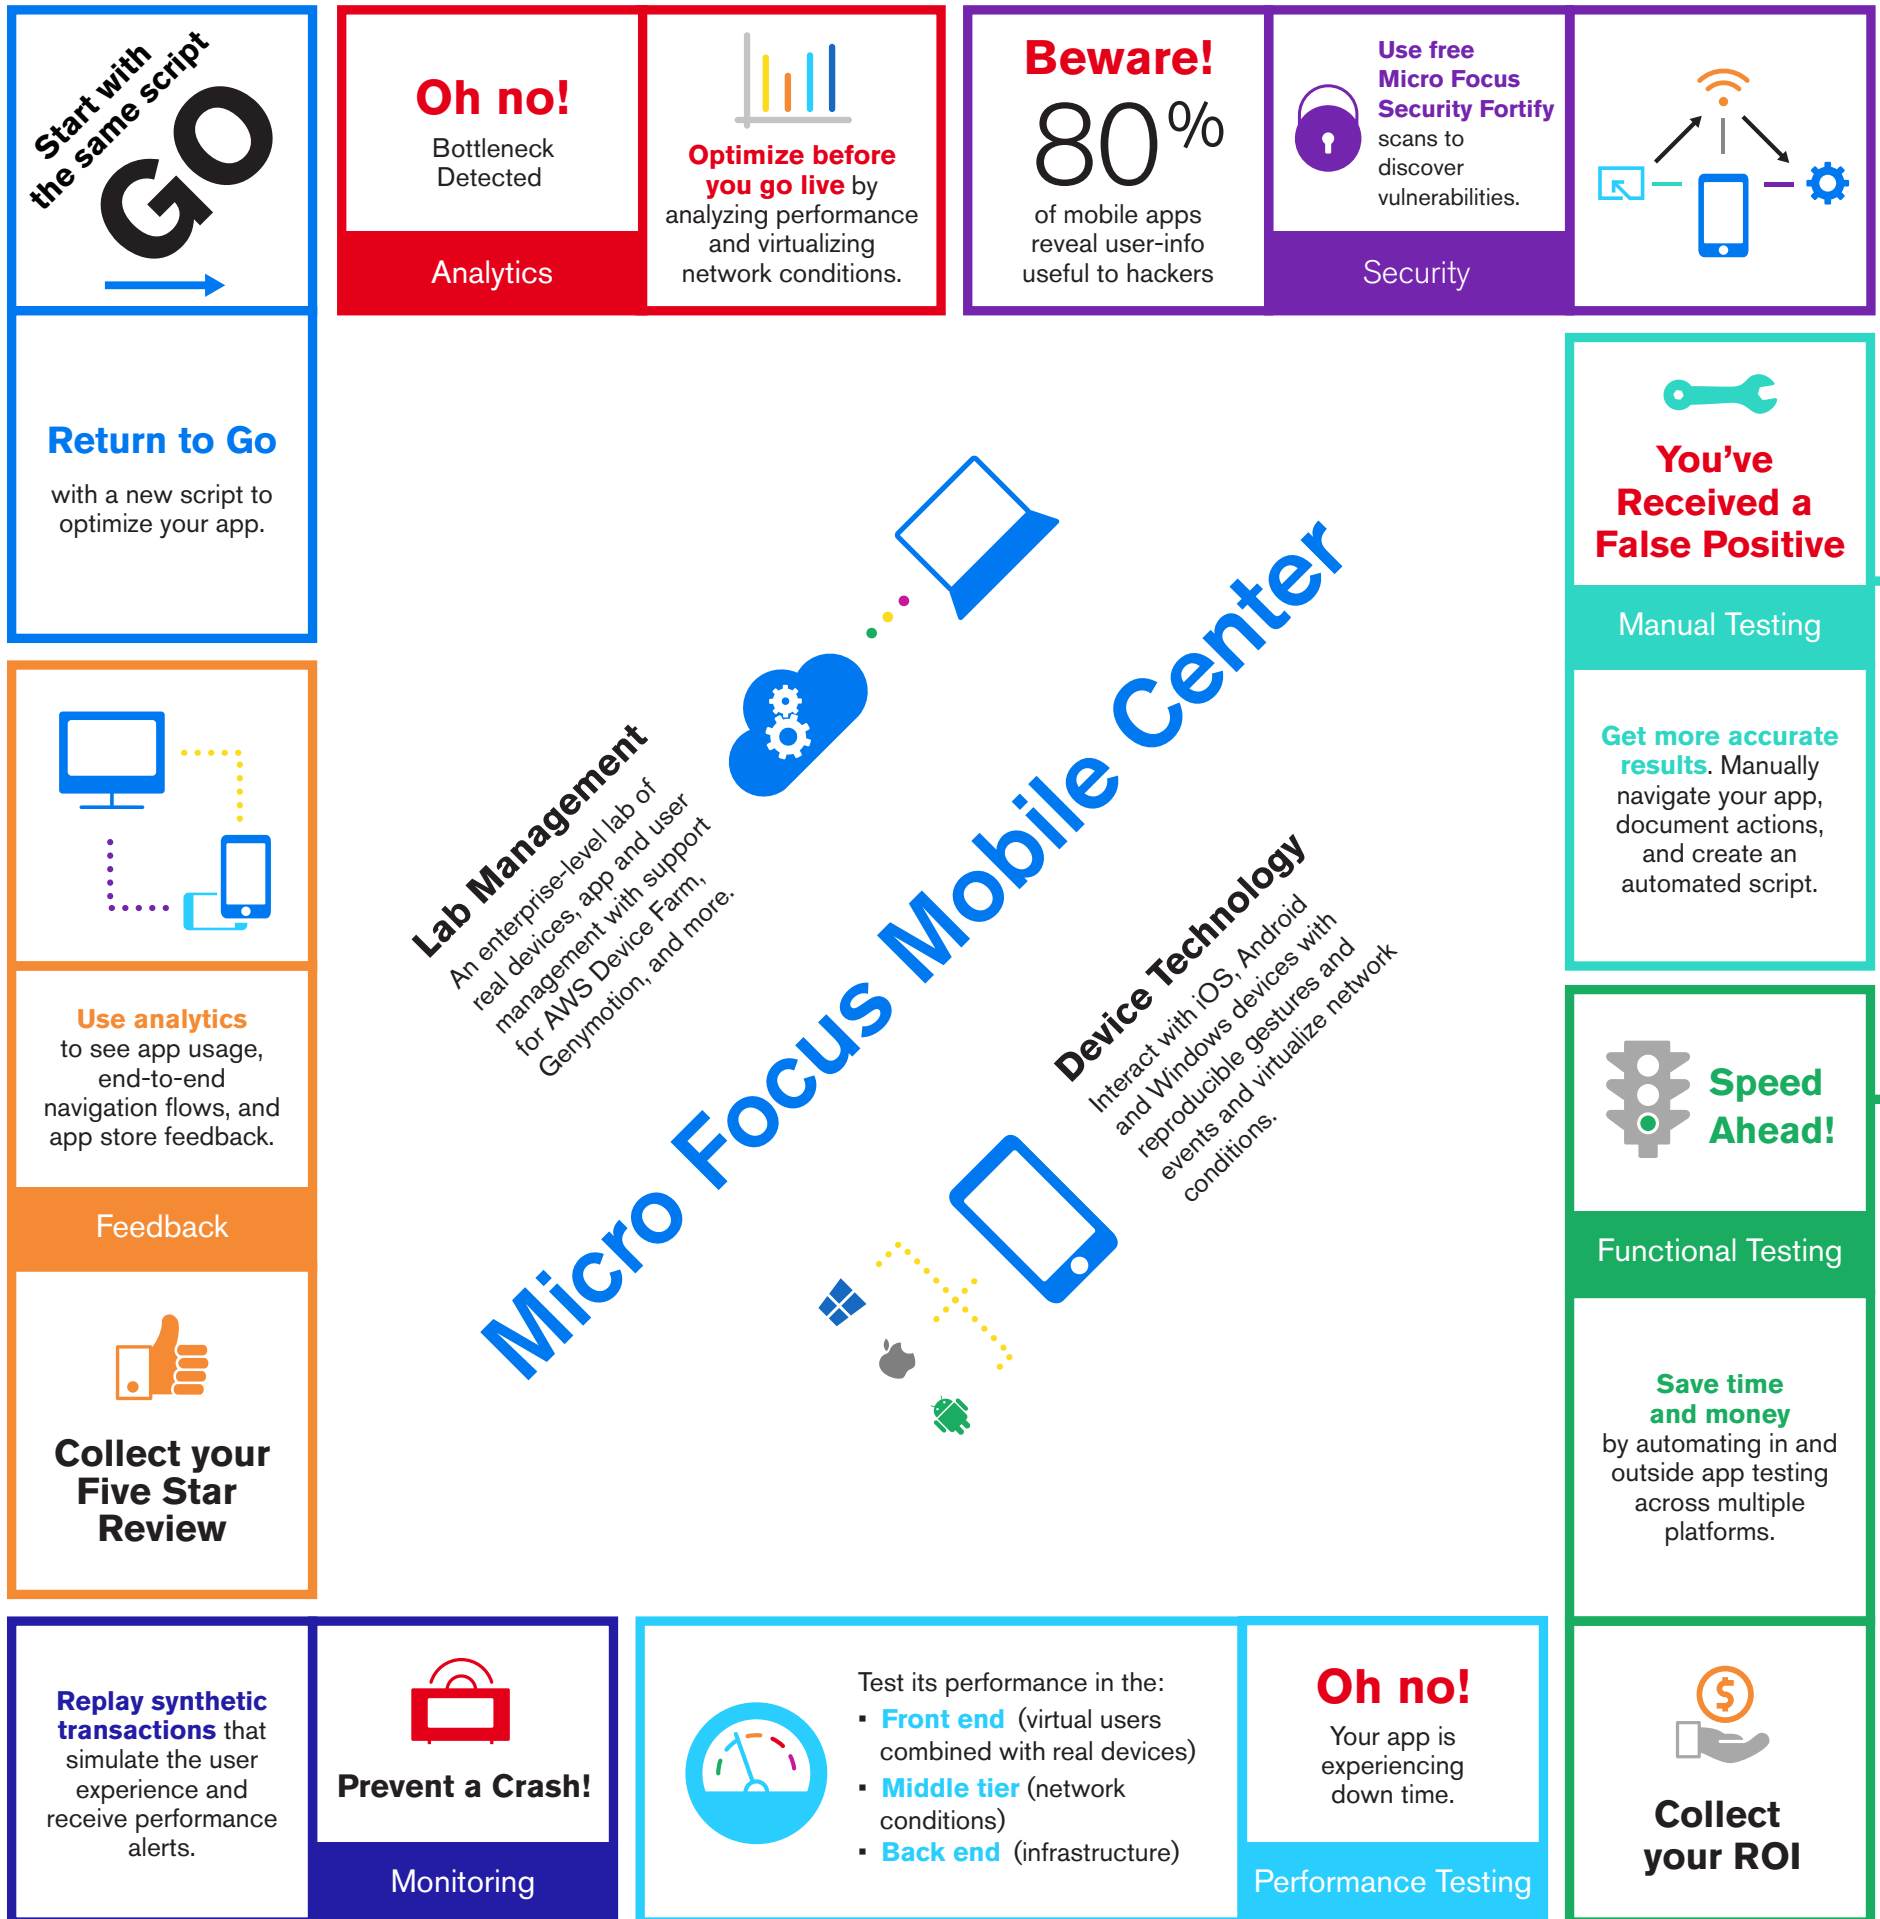 Start with
the same script
GO
Oh no!
Bottleneck
Detected
Analytics
Optimize before
you go live by
analyzing performance
and virtualizing
network conditions.
Beware!
80%
of mobile apps
reveal user-info
useful to hackers
Use free
Micro Focus
Security Fortify
scans to
discover
vulnerabilities.
Security
You've
Received a
False Positive
Manual Testing
Get more accurate
results. Manually
navigate your app,
document actions,
and create an
automated script.
Speed
Ahead!
Functional Testing
Save time
and money
by automating in and
outside app testing
across multiple
platforms.
Collect
your ROI
Oh no!
Your app is
experiencing
down time.
Performance Testing
Test its performance in the:
▪ Front end (virtual users
combined with real devices)
▪ Middle tier (network
conditions)
▪ Back end (infrastructure)
Prevent a Crash!
Monitoring
Replay synthetic
transactions that
simulate the user
experience and
receive performance
alerts.
Collect your
Five Star
Review
Feedback
Use analytics
to see app usage,
end-to-end
navigation flows, and
app store feedback.
Return to Go
with a new script to
optimize your app.
Lab Management
An enterprise-level lab of
real devices, app and user
management with support
for AWS Device Farm,
Genymotion, and more.
Micro Focus Mobile Center
Device Technology
Interact with iOS, Android
and Windows devices with
reproducible gestures and
events and virtualize network
conditions.